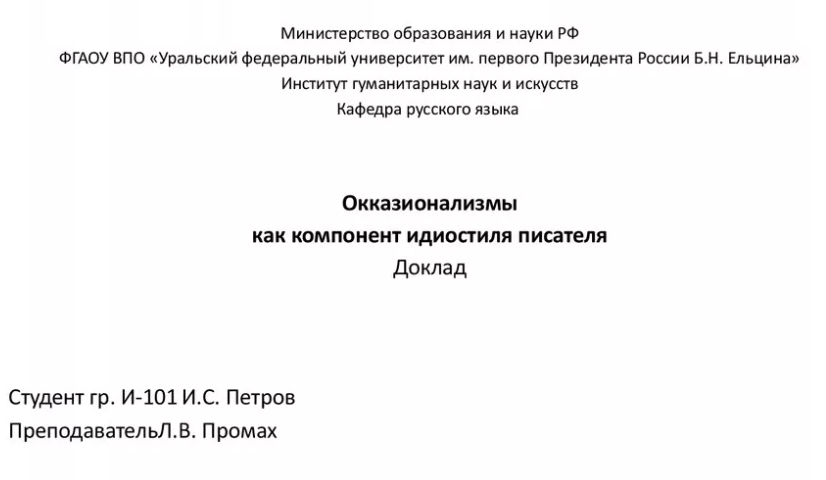 Министерство образования и науки РФ
ФГАОУ ВПО «Уральский федеральный университет им. первого Президента России Б.Н. Ельцина»
Институт гуманитарных наук и искусств
Кафедра русского языка
Окказионализмы
как компонент идиостиля писателя
Доклад
Студент гр. И-101 И.С. Петров
ПреподавательЛ.В. Промах